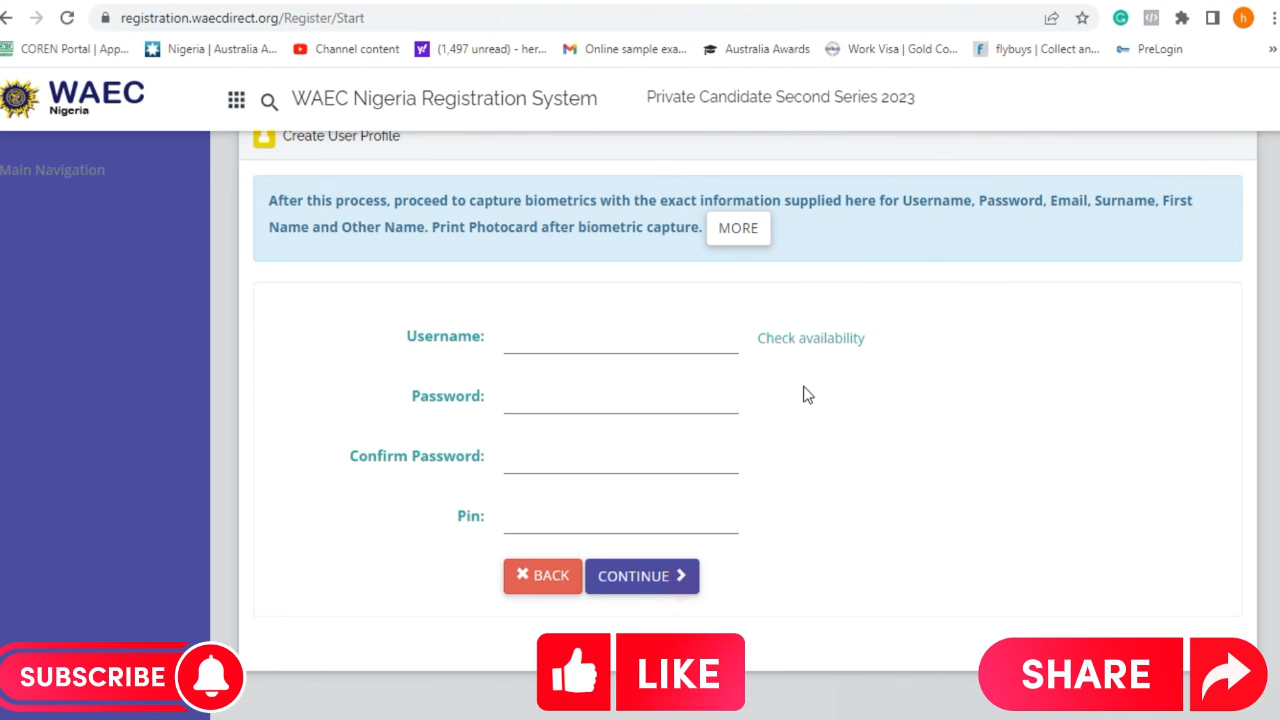 registration.waecdirect.org/Register/Start
h
COREN Portal | App...
Nigeria | Australia A...
Channel content
(1,497 unread) - her...
Online sample exa...
Australia Awards
Work Visa | Gold Co...
flybuys | Collect an...
PreLogin
»
WAEC
Nigeria
WAEC Nigeria Registration System
Private Candidate Second Series 2023
Create User Profile
Main Navigation
After this process, proceed to capture biometrics with the exact information supplied here for Username, Password, Email, Surname, First
Name and Other Name. Print Photocard after biometric capture. MORE
Username:
Check availability
Password:
Confirm Password:
Pin:
BACK
CONTINUE
SUBSCRIBE
LIKE
SHARE